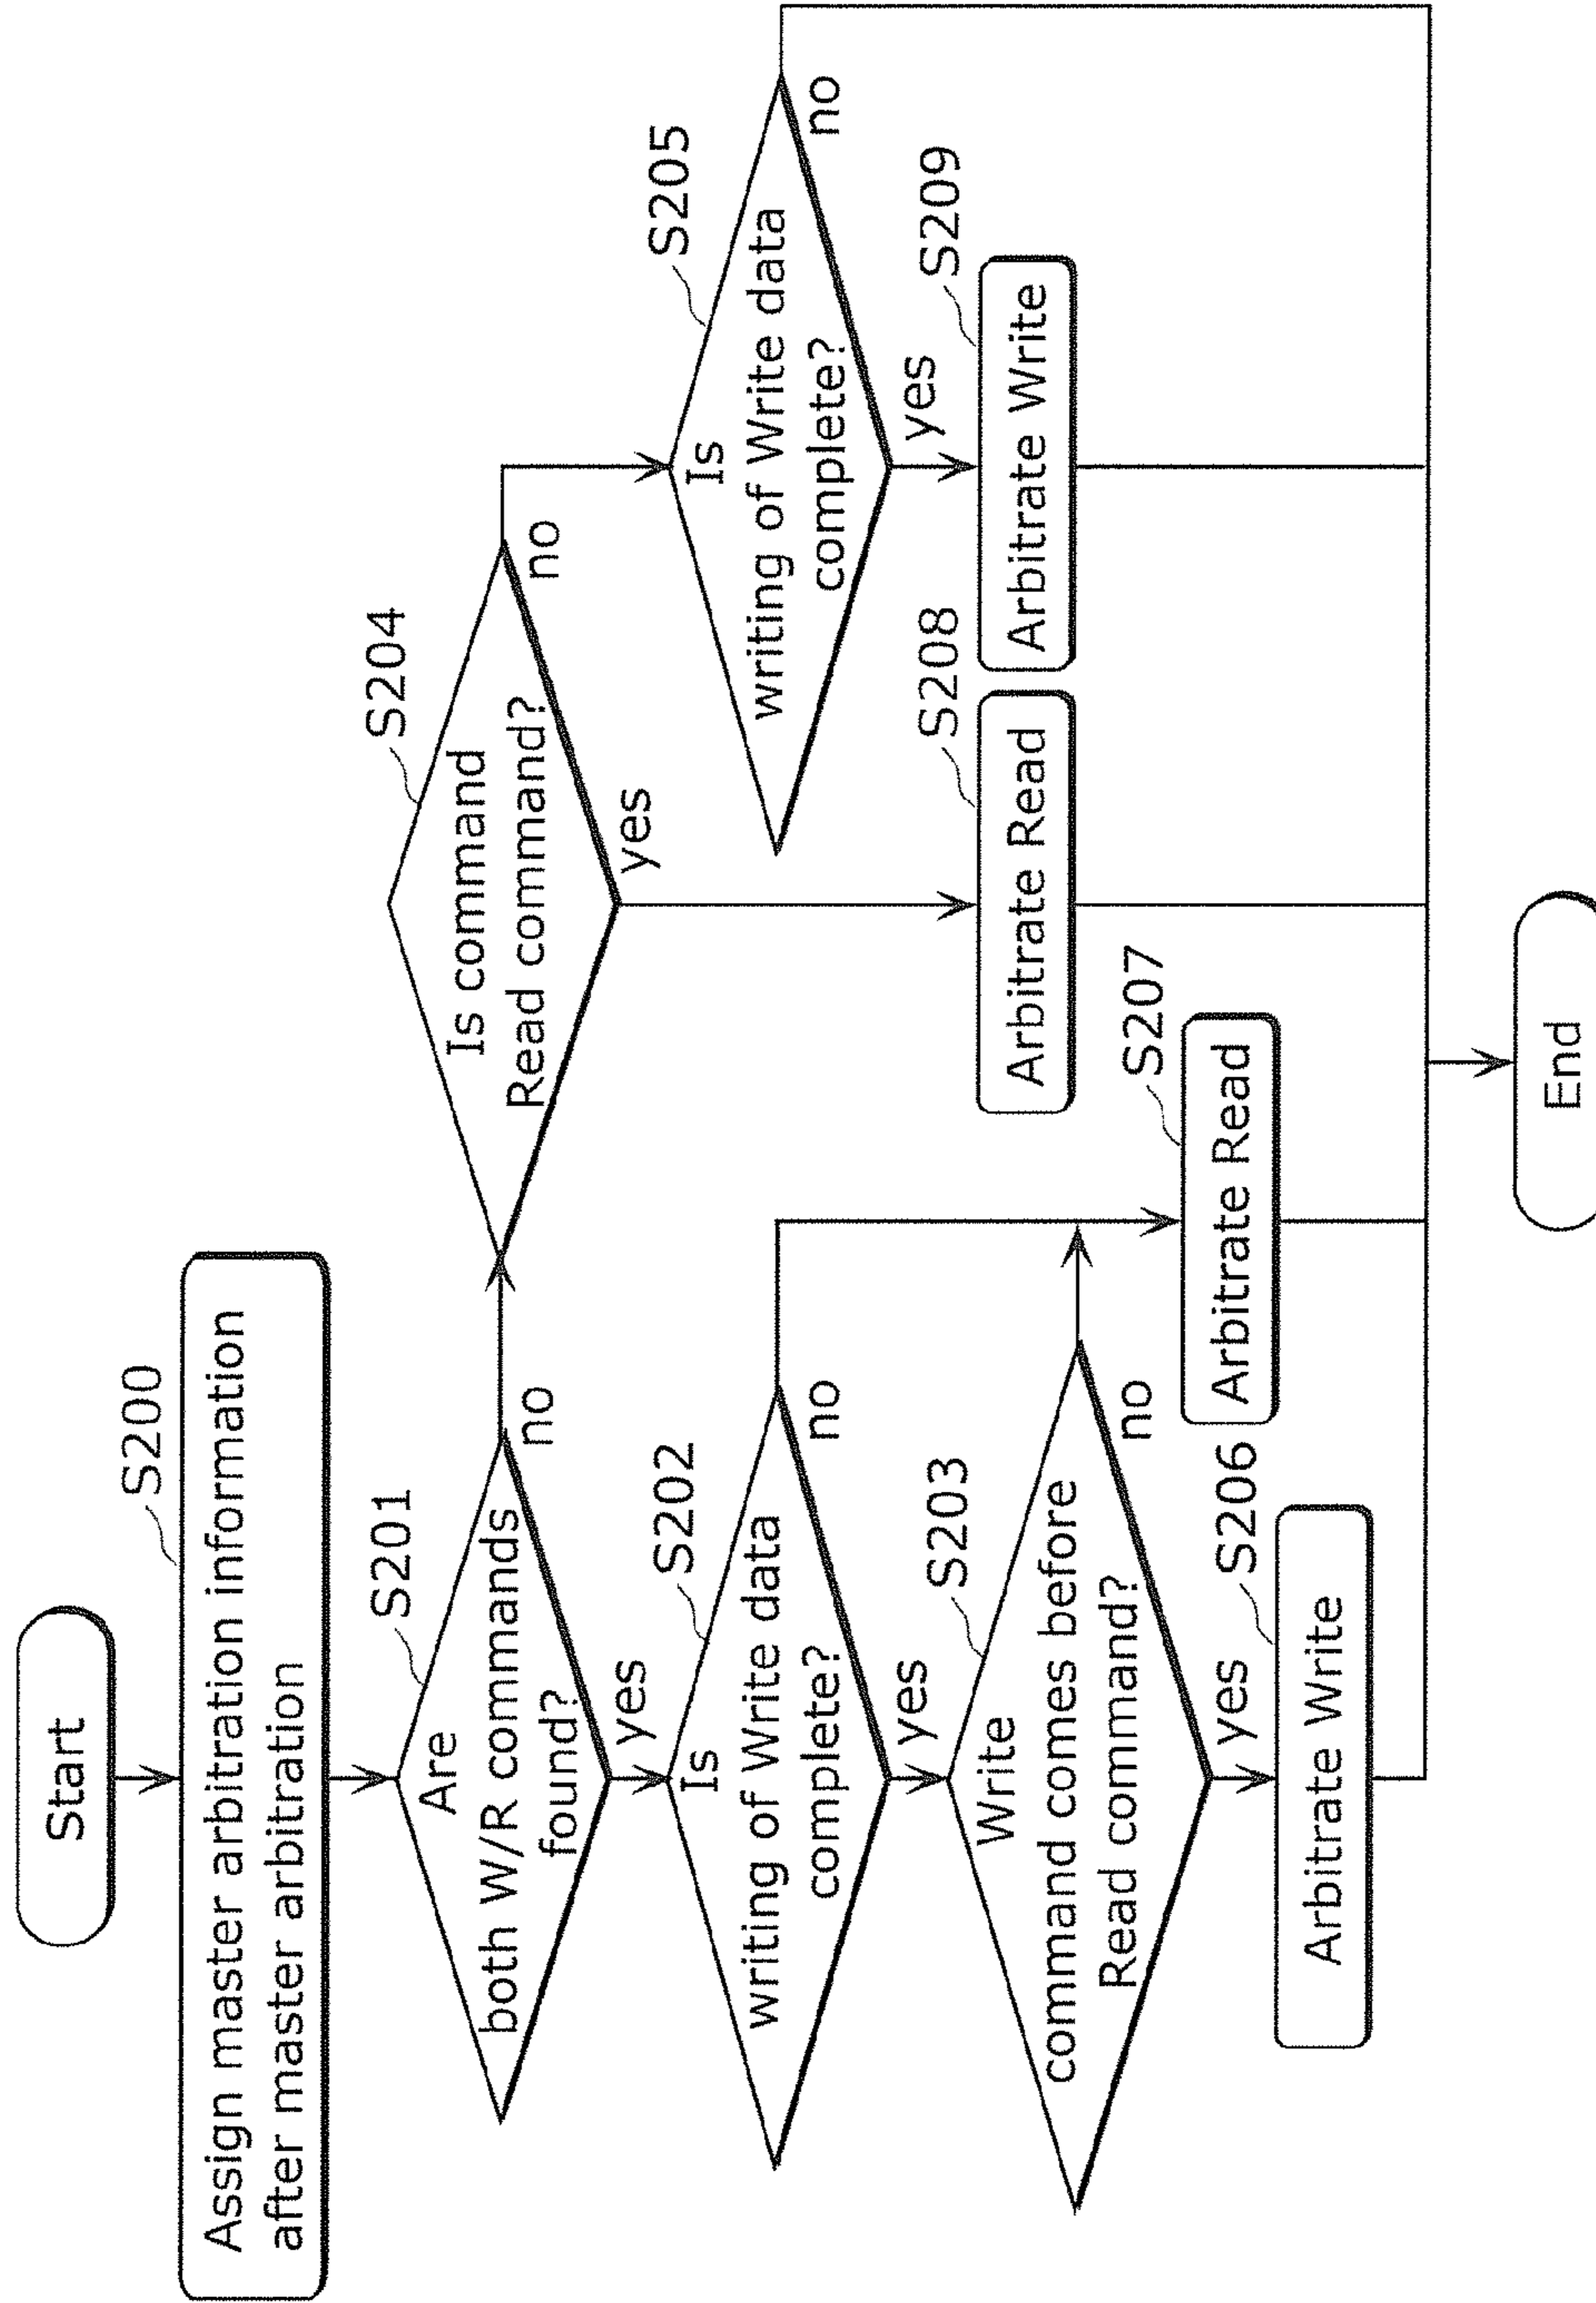 Start
S200
Assign master arbitration information
after master arbitration
S201
Are
both W/R commands
found?
no
yes
S204
Is command
Read command?
no
yes
S202
Is
writing of Write data
complete?
no
yes
S205
Is
writing of Write data
complete?
no
yes
S203
Write
command comes before
Read command?
no
yes
S208
Arbitrate Read
S209
Arbitrate Write
S207
Arbitrate Read
S206
Arbitrate Write
End